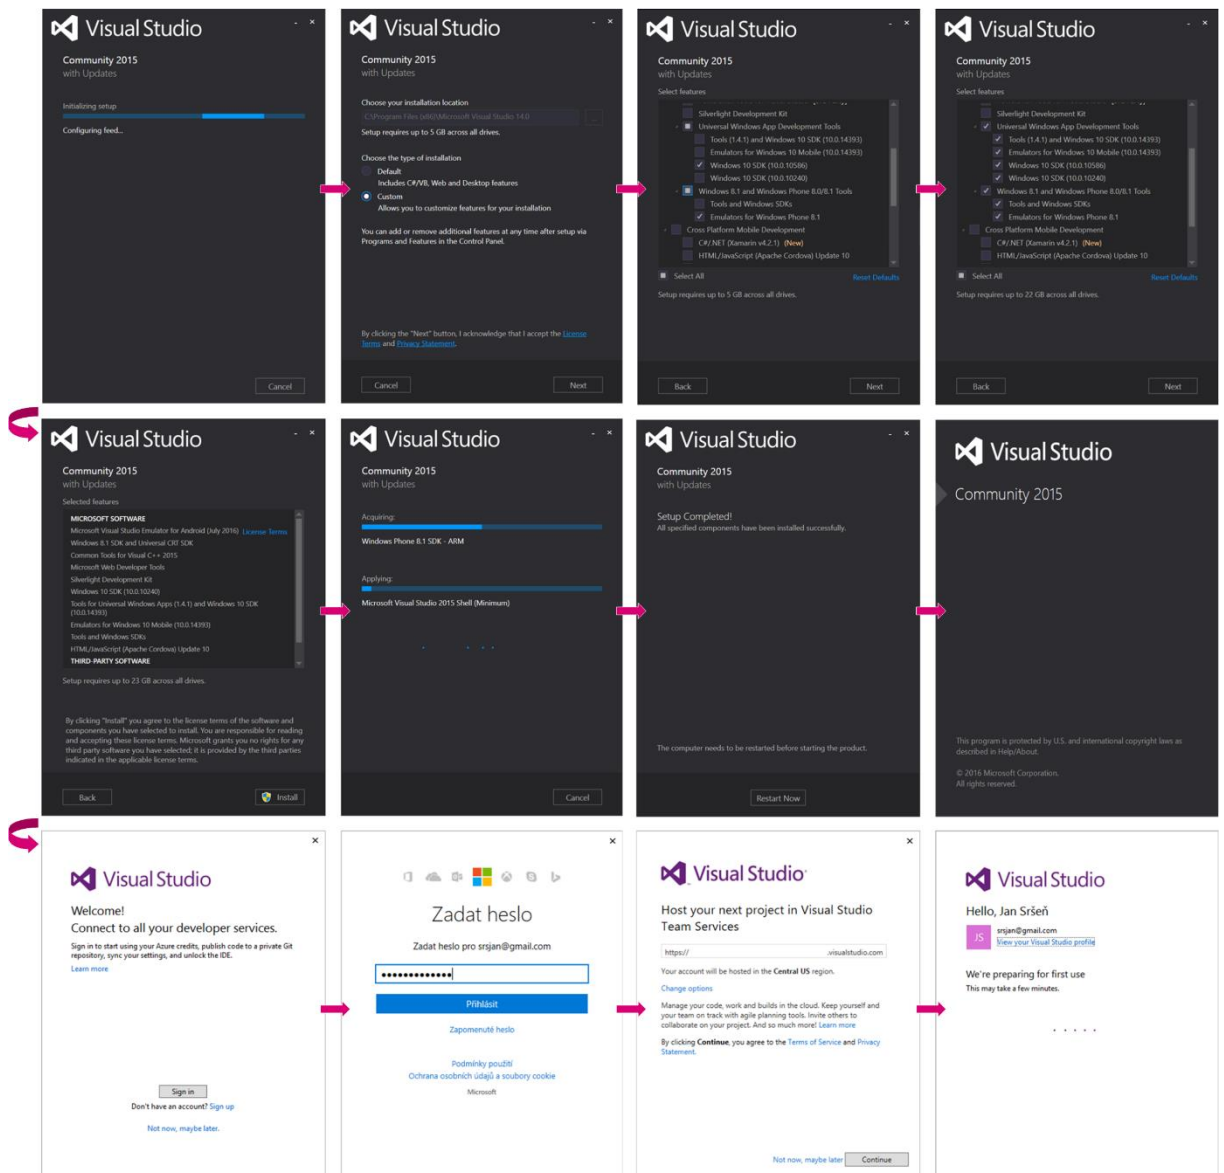 Visual Studio
Community 2015
with Updates
Initializing setup
Configuring feed...
Cancel
Visual Studio
Community 2015
with Updates
Choose your installation location
C:\Program Files (x86)\Microsoft Visual Studio 14.0
...
Setup requires up to 5 GB across all drives.
Choose the type of installation
Default
Includes C#/VB, Web and Desktop features
Custom
Allows you to customize features for your installation
You can add or remove additional features at any time after setup via
Programs and Features in the Control Panel.
By clicking the "Next" button, I acknowledge that I accept the License
Terms and Privacy Statement.
Cancel
Next
Visual Studio
Community 2015
with Updates
Select features
Silverlight Development Kit
Universal Windows App Development Tools
Tools (1.4.1) and Windows 10 SDK (10.0.14393)
Emulators for Windows 10 Mobile (10.0.14393)
Windows 10 SDK (10.0.10586)
Windows 10 SDK (10.0.10240)
Windows 8.1 and Windows Phone 8.0/8.1 Tools
Tools and Windows SDKs
Emulators for Windows Phone 8.1
Cross Platform Mobile Development
C#/.NET (Xamarin v4.2.1) (New)
HTML/JavaScript (Apache Cordova) Update 10
Select All
Reset Defaults
Setup requires up to 5 GB across all drives.
Back
Next
Visual Studio
Community 2015
with Updates
Select features
Silverlight Development Kit
Universal Windows App Development Tools
Tools (1.4.1) and Windows 10 SDK (10.0.14393)
Emulators for Windows 10 Mobile (10.0.14393)
Windows 10 SDK (10.0.10586)
Windows 10 SDK (10.0.10240)
Windows 8.1 and Windows Phone 8.0/8.1 Tools
Tools and Windows SDKs
Emulators for Windows Phone 8.1
Cross Platform Mobile Development
C#/.NET (Xamarin v4.2.1) (New)
HTML/JavaScript (Apache Cordova) Update 10
Select All
Reset Defaults
Setup requires up to 22 GB across all drives.
Back
Next
Visual Studio
Community 2015
with Updates
Selected features
MICROSOFT SOFTWARE
Microsoft Visual Studio Emulator for Android (July 2016) License Terms
Windows 8.1 SDK and Universal CRT SDK
Common Tools for Visual C++ 2015
Microsoft Web Developer Tools
Silverlight Development Kit
Windows 10 SDK (10.0.10240)
Tools for Universal Windows Apps (1.4.1) and Windows 10 SDK
(10.0.14393)
Emulators for Windows 10 Mobile (10.0.14393)
Tools and Windows SDKs
HTML/JavaScript (Apache Cordova) Update 10
THIRD-PARTY SOFTWARE
Setup requires up to 23 GB across all drives.
By clicking "Install" you agree to the license terms of the software and
components you have selected to install. You are responsible for reading
and accepting these license terms. Microsoft grants you no rights for any
third party software you have selected; it is provided by the third parties
indicated in the applicable license terms.
Back
Install
Visual Studio
Community 2015
with Updates
Acquiring:
Windows Phone 8.1 SDK - ARM
Applying:
Microsoft Visual Studio 2015 Shell (Minimum)
Cancel
Visual Studio
Community 2015
with Updates
Setup Completed!
All specified components have been installed successfully.
The computer needs to be restarted before starting the product.
Restart Now
Visual Studio
Community 2015
This program is protected by U.S. and international copyright laws as
described in Help/About.
© 2016 Microsoft Corporation.
All rights reserved.
Visual Studio
Welcome!
Connect to all your developer services.
Sign in to start using your Azure credits, publish code to a private Git
repository, sync your settings, and unlock the IDE.
Learn more
Sign in
Don't have an account? Sign up
Not now, maybe later.
Zadat heslo
Zadat heslo pro srsjan@gmail.com
Přihlásit
Zapomenuté heslo
Podmínky použití
Ochrana osobních údajů a soubory cookie
Microsoft
Visual Studio
Host your next project in Visual Studio
Team Services
https://
.visualstudio.com
Your account will be hosted in the Central US region.
Change options
Manage your code, work and builds in the cloud. Keep yourself and
your team on track with agile planning tools. Invite others to
collaborate on your project. And so much more! Learn more
By clicking Continue, you agree to the Terms of Service and Privacy
Statement.
Not now, maybe later
Continue
Visual Studio
Hello, Jan Sršeň
JS
srsjan@gmail.com
View your Visual Studio profile
We're preparing for first use
This may take a few minutes.